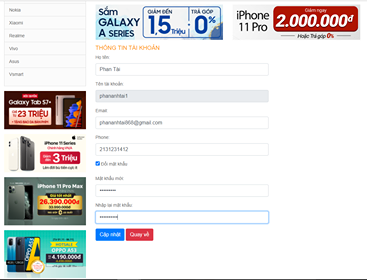 Nokia
Xiaomi
Realme
Vivo
Asus
Vsmart
Galaxy Tab S7+
23 TRIỆU
iPhone 11 Series
3 Triệu
iPhone 11 Pro Max
26.390.000đ
OPPO A53
4.190.000đ
SẮM GALAXY A SERIES
GIẢM ĐẾN 1,5 Triệu
TRẢ GÓP 0%
iPhone 11 Pro
Giảm ngay
2.000.000đ
Hoặc Trả góp 0%
THÔNG TIN TÀI KHOẢN
Họ tên:
Phan Tài
Tên tài khoản:
phananhtai1
Email:
phananhtai866@gmail.com
Phone:
2131231412
Đổi mật khẩu
Mật khẩu mới
Nhập lại mật khẩu
Cập nhật
Quay về